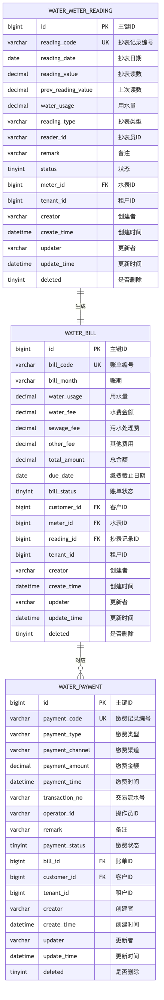 WATER_METER_READING
bigint id PK 主键ID
varchar reading_code UK 抄表记录编号
date reading_date 抄表日期
decimal reading_value 抄表读数
decimal prev_reading_value 上次读数
decimal water_usage 用水量
varchar reading_type 抄表类型
varchar reader_id 抄表员ID
varchar remark 备注
tinyint status 状态
bigint meter_id FK 水表ID
bigint tenant_id 租户ID
varchar creator 创建者
datetime create_time 创建时间
varchar updater 更新者
datetime update_time 更新时间
tinyint deleted 是否删除
生成
WATER_BILL
bigint id PK 主键ID
varchar bill_code UK 账单编号
varchar bill_month 账期
decimal water_usage 用水量
decimal water_fee 水费金额
decimal sewage_fee 污水处理费
decimal other_fee 其他费用
decimal total_amount 总金额
date due_date 缴费截止日期
tinyint bill_status 账单状态
bigint customer_id FK 客户ID
bigint meter_id FK 水表ID
bigint reading_id FK 抄表记录ID
bigint tenant_id 租户ID
varchar creator 创建者
datetime create_time 创建时间
varchar updater 更新者
datetime update_time 更新时间
tinyint deleted 是否删除
对应
WATER_PAYMENT
bigint id PK 主键ID
varchar payment_code UK 缴费记录编号
varchar payment_type 缴费类型
varchar payment_channel 缴费渠道
decimal payment_amount 缴费金额
datetime payment_time 缴费时间
varchar transaction_no 交易流水号
varchar operator_id 操作员ID
varchar remark 备注
tinyint payment_status 缴费状态
bigint bill_id FK 账单ID
bigint customer_id FK 客户ID
bigint tenant_id 租户ID
varchar creator 创建者
datetime create_time 创建时间
varchar updater 更新者
datetime update_time 更新时间
tinyint deleted 是否删除